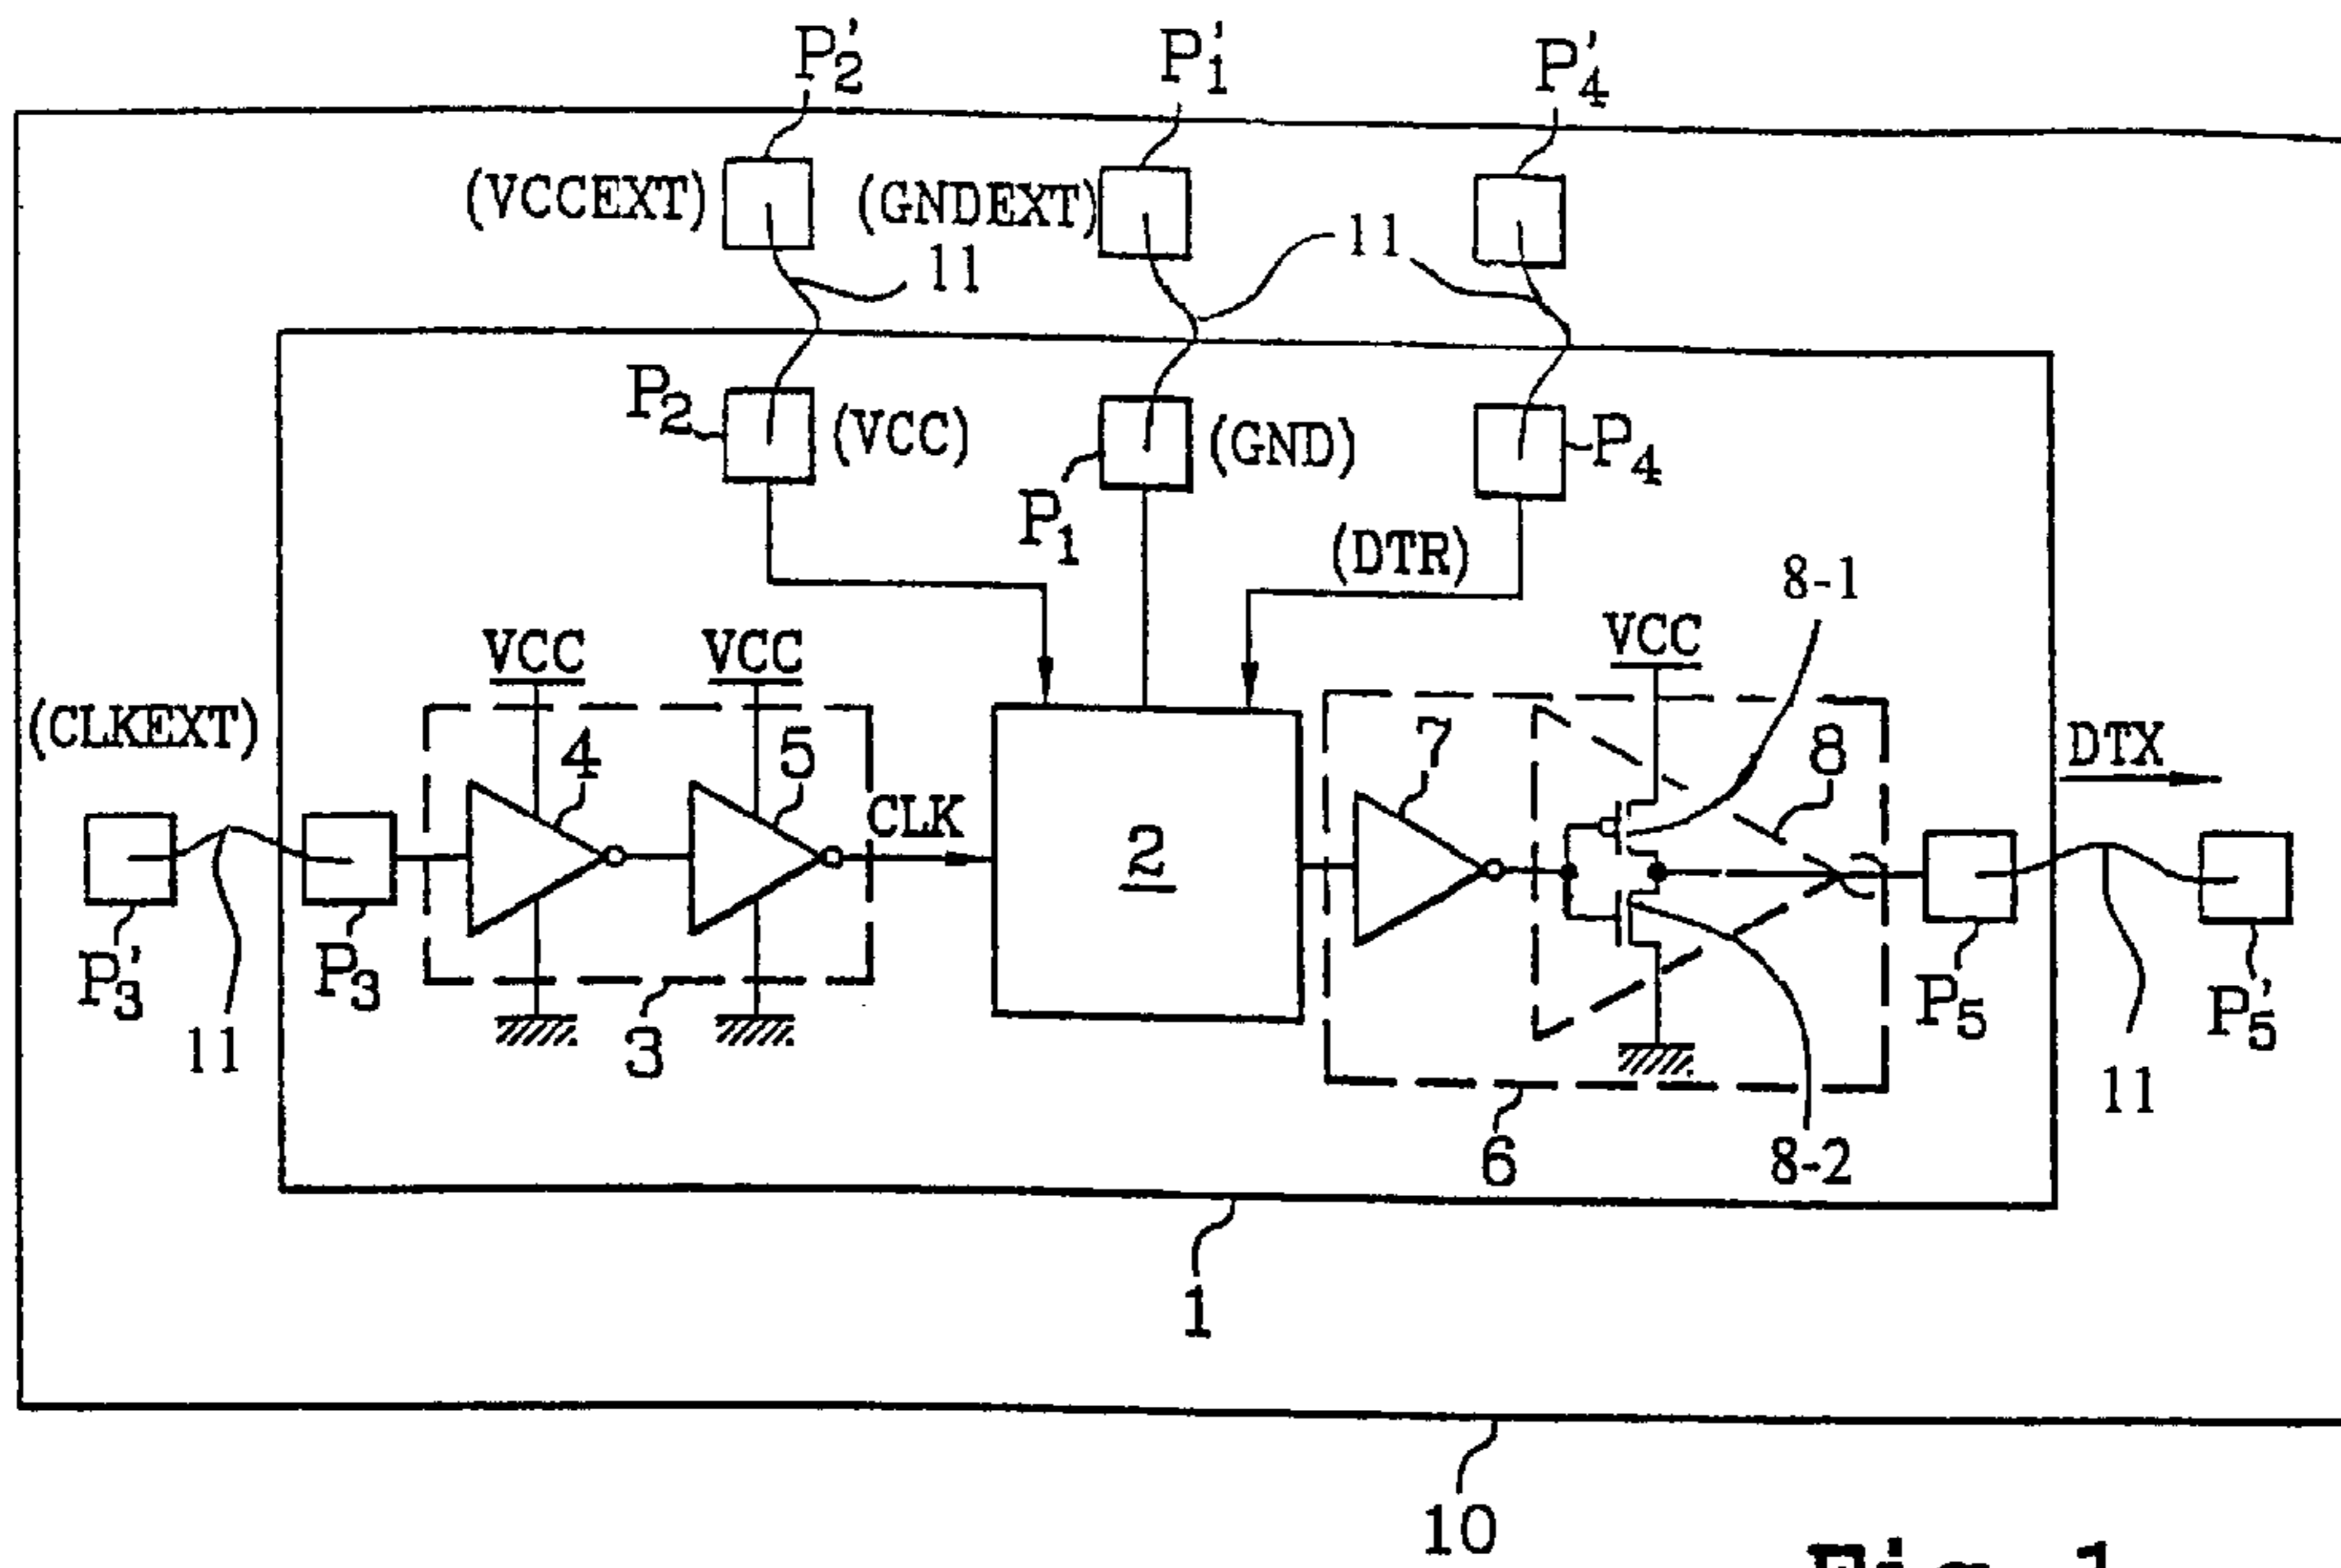 P'2 P'1 P'4
(VCCEXT) (GNDEXT)
11 11
P2 (VCC) (GND) P4
P1
(DTR)
8-1
VCC VCC VCC
(CLKEXT)
4 5 7 8 DTX
CLK
2
P'3 P3 P5 P'5
11 3 11
6 8-2
1
10